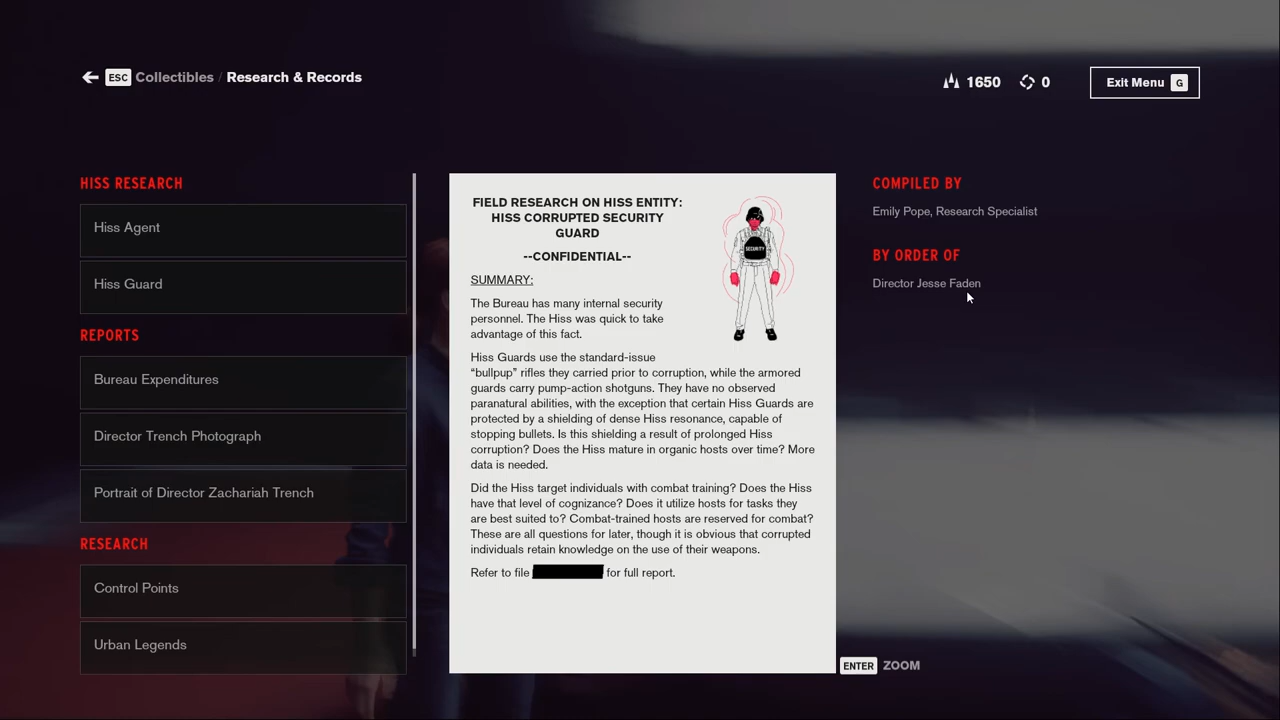 ESC Collectibles / Research & Records
1650 0 Exit Menu G
HISS RESEARCH
Hiss Agent
Hiss Guard
REPORTS
Bureau Expenditures
Director Trench Photograph
Portrait of Director Zachariah Trench
RESEARCH
Control Points
Urban Legends
FIELD RESEARCH ON HISS ENTITY:
HISS CORRUPTED SECURITY
GUARD
--CONFIDENTIAL--
SUMMARY:
The Bureau has many internal security
personnel. The Hiss was quick to take
advantage of this fact.
SECURITY
Hiss Guards use the standard-issue
“bullpup” rifles they carried prior to corruption, while the armored
guards carry pump-action shotguns. They have no observed
paranatural abilities, with the exception that certain Hiss Guards are
protected by a shielding of dense Hiss resonance, capable of
stopping bullets. Is this shielding a result of prolonged Hiss
corruption? Does the Hiss mature in organic hosts over time? More
data is needed.
Did the Hiss target individuals with combat training? Does the Hiss
have that level of cognizance? Does it utilize hosts for tasks they
are best suited to? Combat-trained hosts are reserved for combat?
These are all questions for later, though it is obvious that corrupted
individuals retain knowledge on the use of their weapons.
Refer to file for full report.
COMPILED BY
Emily Pope, Research Specialist
BY ORDER OF
Director Jesse Faden
ENTER ZOOM